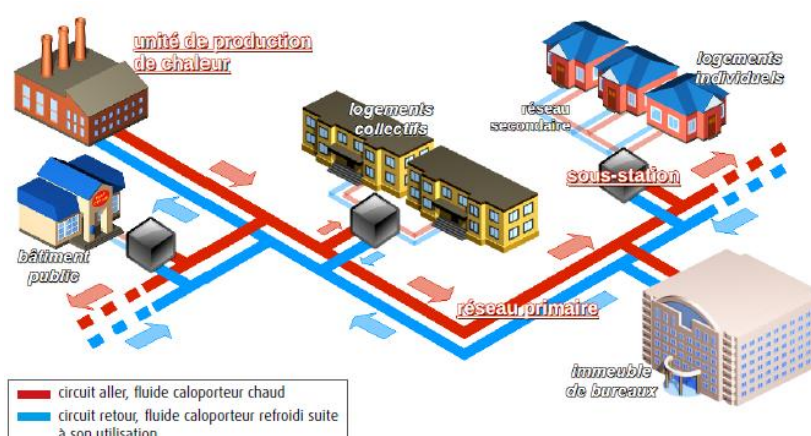 unité de production
de chaleur
logements
individuels
logements
collectifs
réseau
secondaire
sous-station
bâtiment
public
réseau primaire
immeuble
de bureaux
circuit aller, fluide caloporteur chaud
circuit retour, fluide caloporteur refroidi suite
à son utilisation